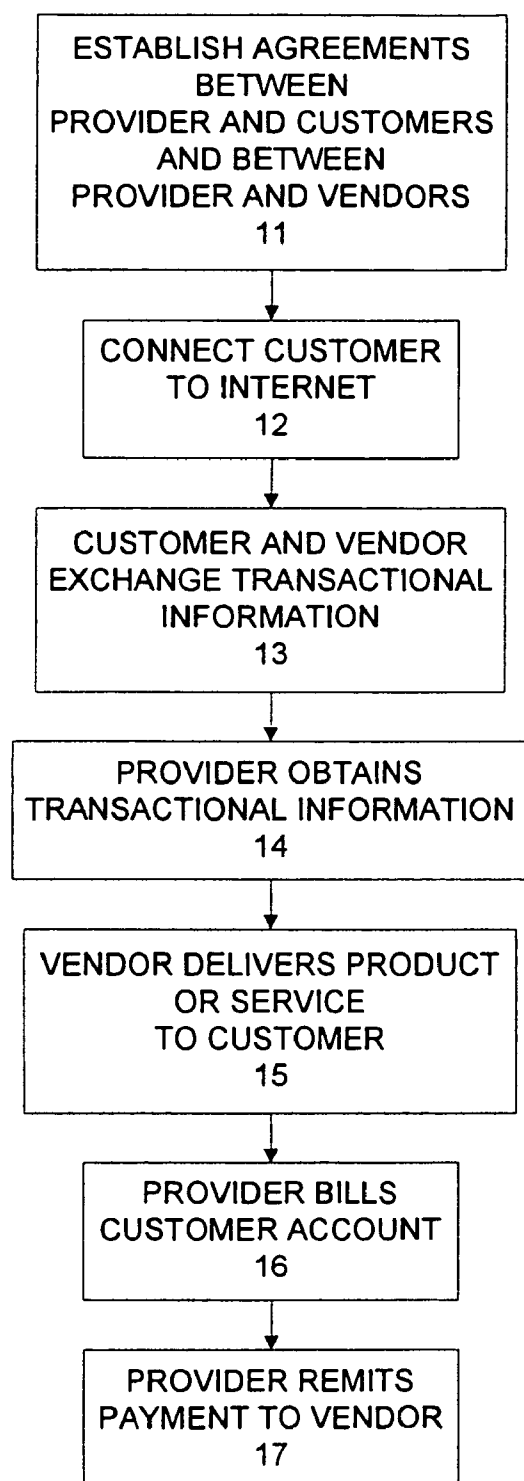 ESTABLISH AGREEMENTS
BETWEEN
PROVIDER AND CUSTOMERS
AND BETWEEN
PROVIDER AND VENDORS
11
CONNECT CUSTOMER
TO INTERNET
12
CUSTOMER AND VENDOR
EXCHANGE TRANSACTIONAL
INFORMATION
13
PROVIDER OBTAINS
TRANSACTIONAL INFORMATION
14
VENDOR DELIVERS PRODUCT
OR SERVICE
TO CUSTOMER
15
PROVIDER BILLS
CUSTOMER ACCOUNT
16
PROVIDER REMITS
PAYMENT TO VENDOR
17